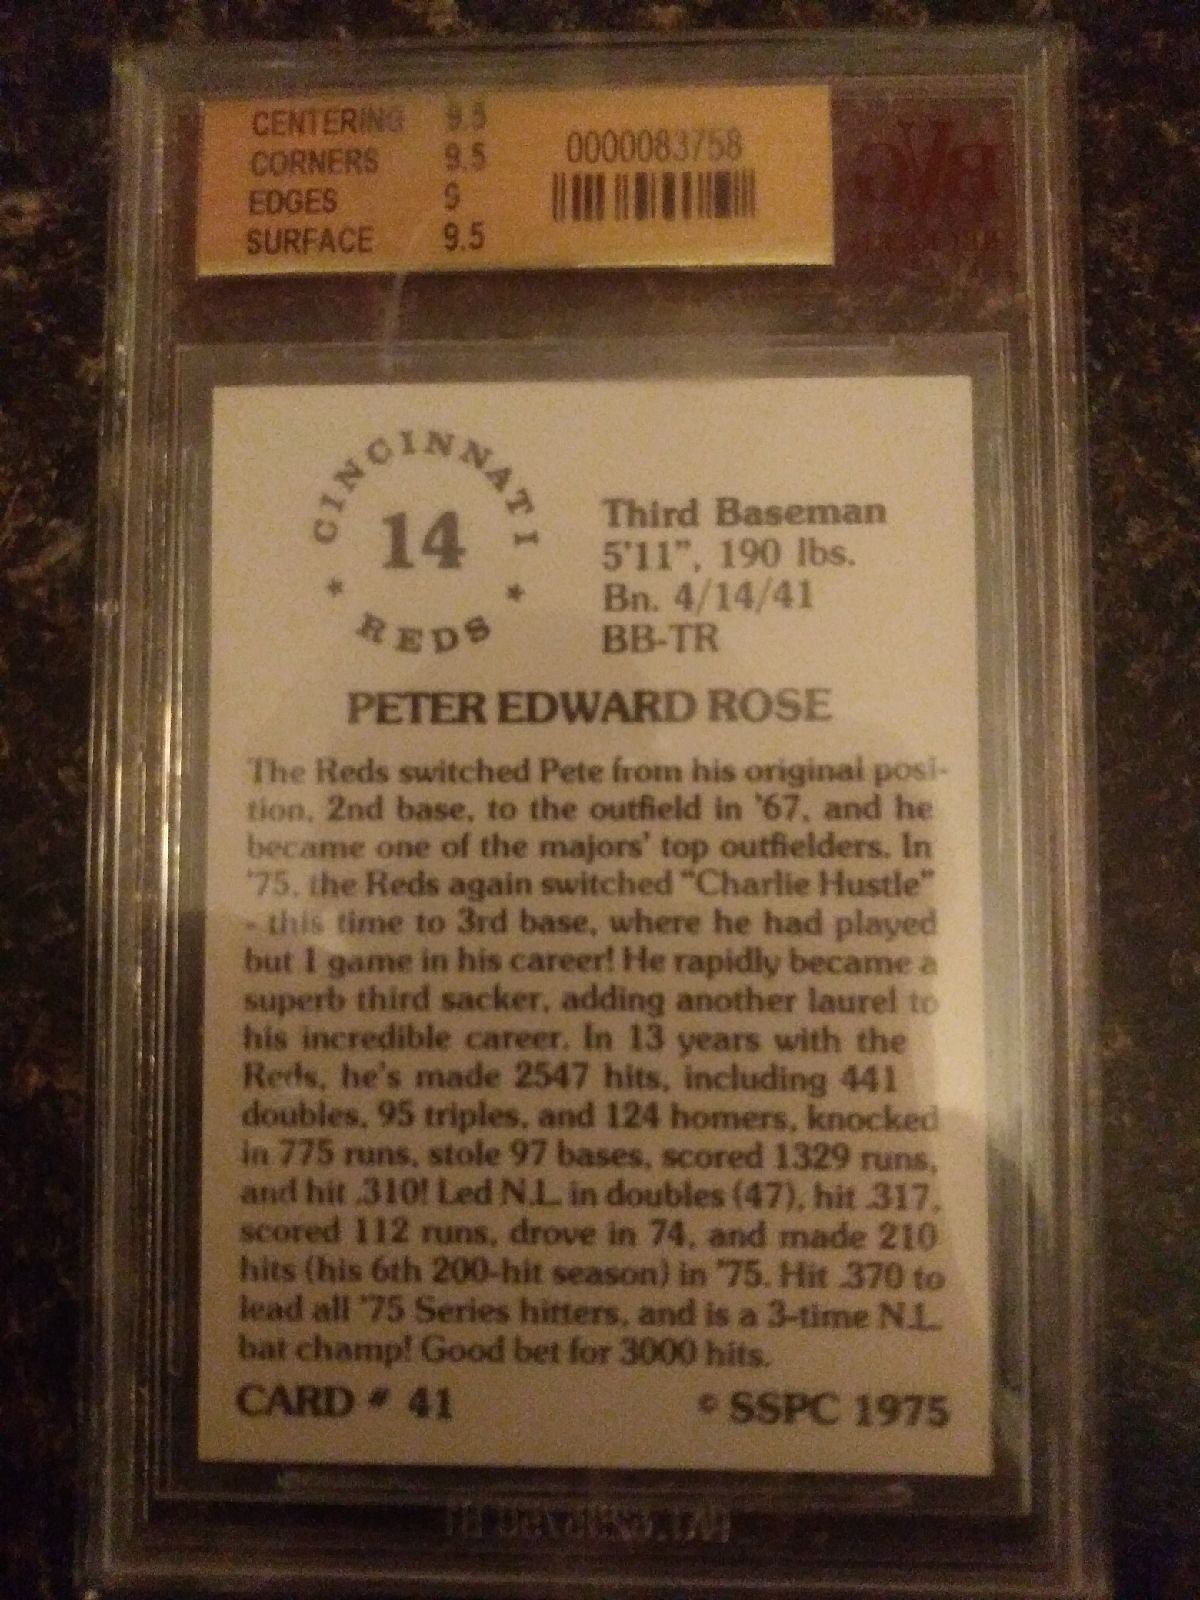 CENTERING 9.5
CORNERS 9.5
EDGES 9
SURFACE 9.5
0000083758
BVG
CINCINNATI
14
REDS
Third Baseman
5'11", 190 lbs.
Bn. 4/14/41
BB-TR
PETER EDWARD ROSE
The Reds switched Pete from his original posi-
tion, 2nd base, to the outfield in '67, and he
became one of the majors' top outfielders. In
'75, the Reds again switched "Charlie Hustle"
- this time to 3rd base, where he had played
but 1 game in his career! He rapidly became a
superb third sacker, adding another laurel to
his incredible career. In 13 years with the
Reds, he's made 2547 hits, including 441
doubles, 95 triples, and 124 homers, knocked
in 775 runs, stole 97 bases, scored 1329 runs,
and hit .310! Led N.L. in doubles (47), hit .317,
scored 112 runs, drove in 74, and made 210
hits (his 6th 200-hit season) in '75. Hit .370 to
lead all '75 Series hitters, and is a 3-time N.L.
bat champ! Good bet for 3000 hits.
CARD # 41
© SSPC 1975